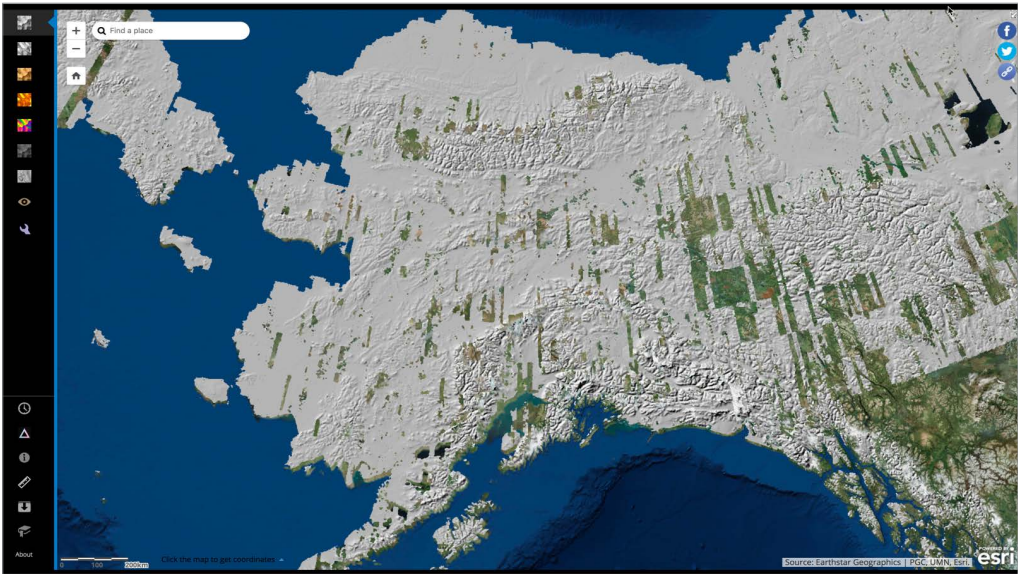 +
Find a place
−
f
i
About
0 100 200km
Click the map to get coordinates
Source: Earthstar Geographics | PGC, UMN, Esri,
POWERED BY
esri